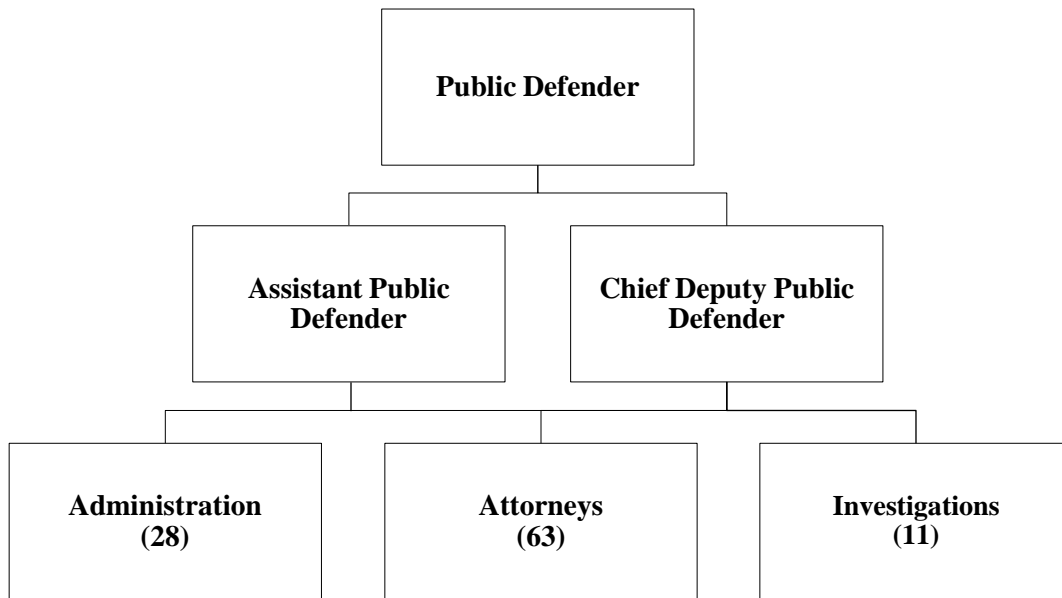 Public Defender
Assistant Public
Defender
Chief Deputy Public
Defender
Administration
(28)
Attorneys
(63)
Investigations
(11)